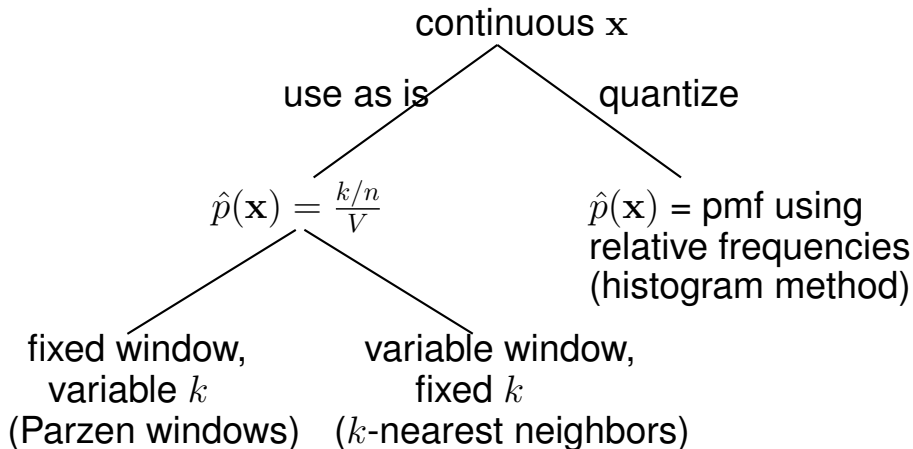 continuous x
use as is
quantize
p̂(x) = \frac{k/n}{V}
p̂(x) = pmf using
relative frequencies
(histogram method)
fixed window,
variable k
(Parzen windows)
variable window,
fixed k
(k-nearest neighbors)